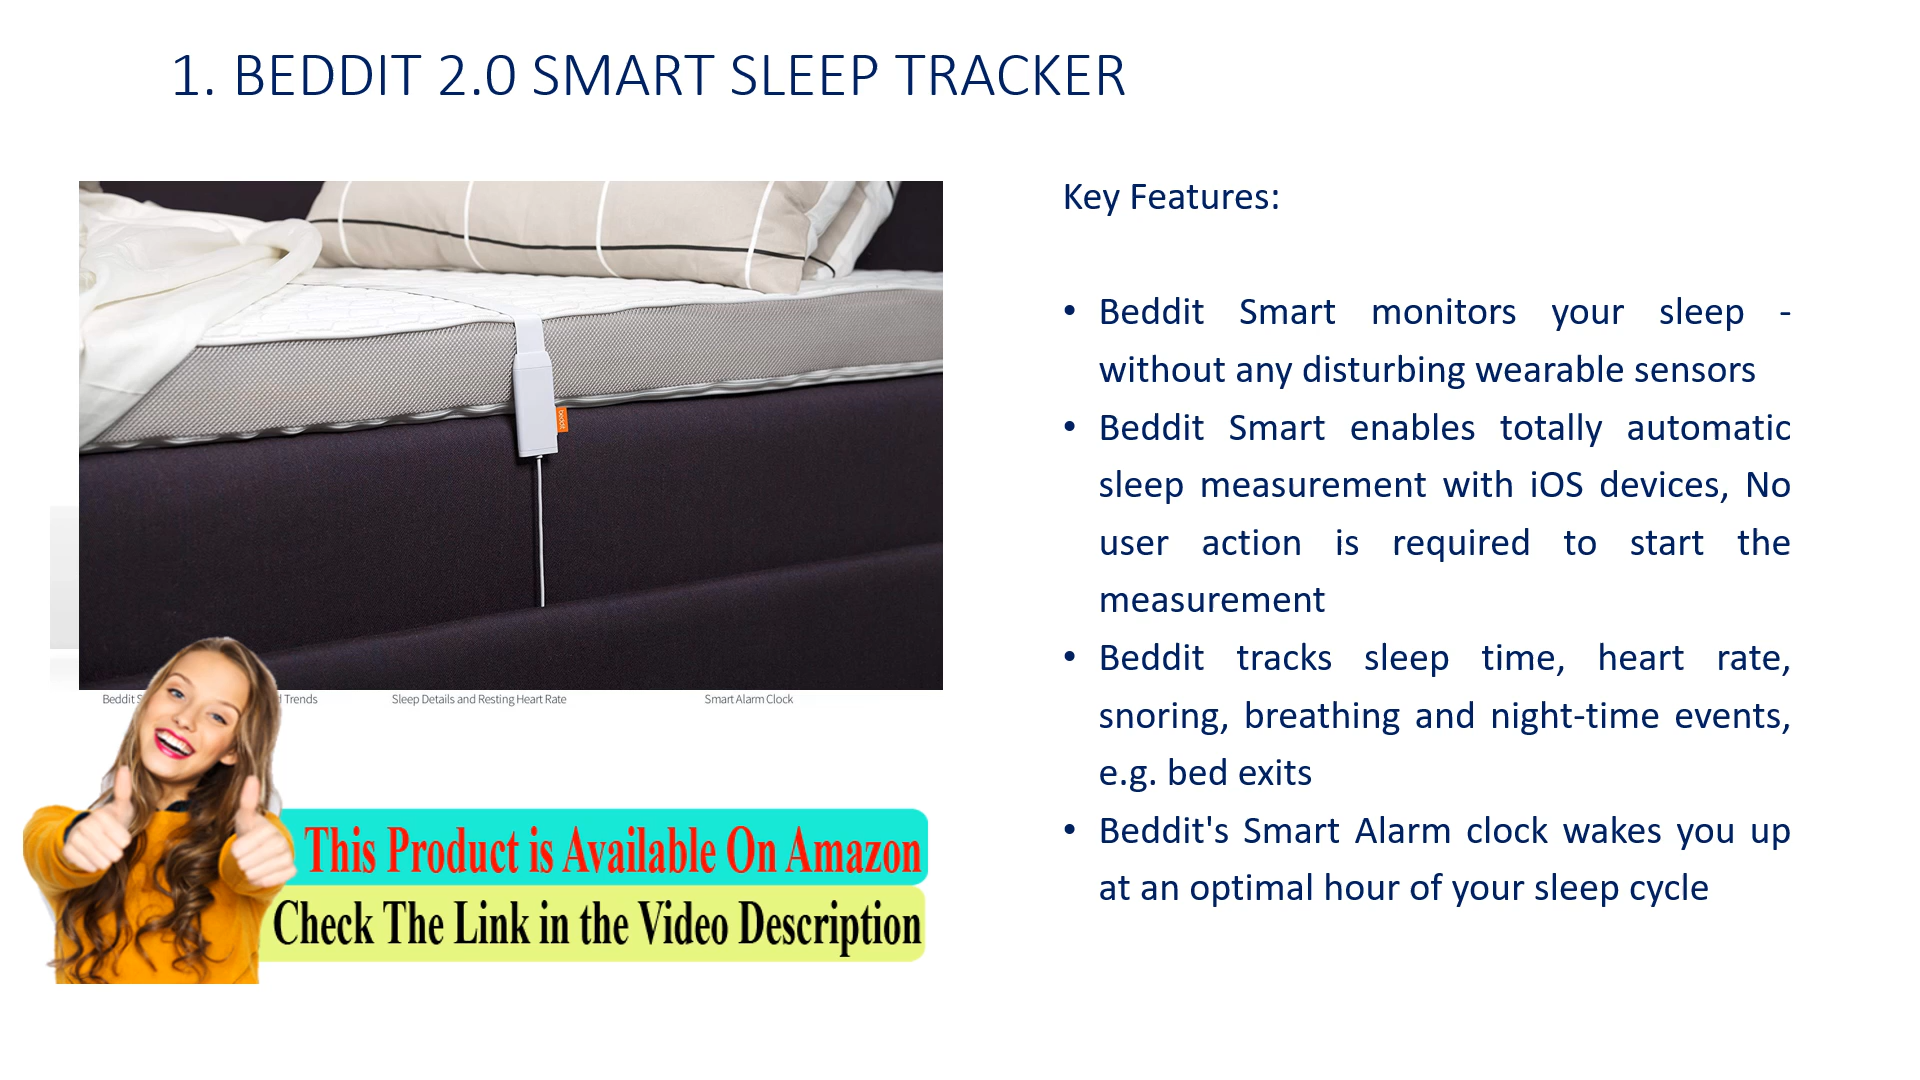 1. BEDDIT 2.0 SMART SLEEP TRACKER
beddit
Beddit S
d Trends
Sleep Details and Resting Heart Rate
Smart Alarm Clock
This Product is Available On Amazon
Check The Link in the Video Description
Key Features:
• Beddit Smart monitors your sleep -
without any disturbing wearable sensors
• Beddit Smart enables totally automatic
sleep measurement with iOS devices, No
user action is required to start the
measurement
• Beddit tracks sleep time, heart rate,
snoring, breathing and night-time events,
e.g. bed exits
• Beddit's Smart Alarm clock wakes you up
at an optimal hour of your sleep cycle